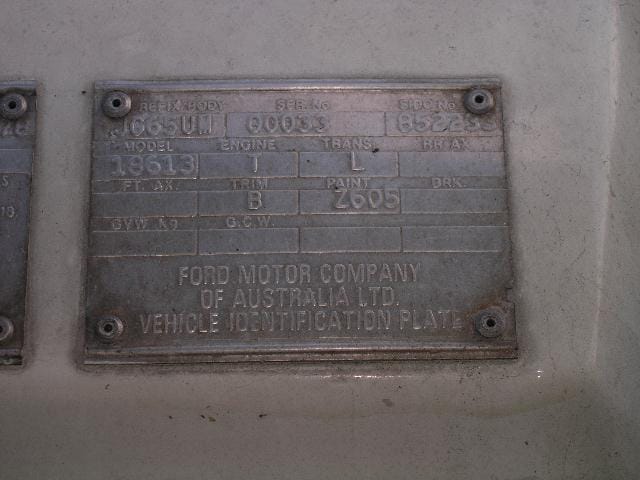 PREFIX/BODY SER. No SIDC No
JG65UM 00033
MODEL ENGINE TRANS. RR AX.
18613 T L
FT. AX. TRIM PAINT BRK.
B Z605
GVW Kg G.C.W.
FORD MOTOR COMPANY
OF AUSTRALIA LTD.
VEHICLE IDENTIFICATION PLATE